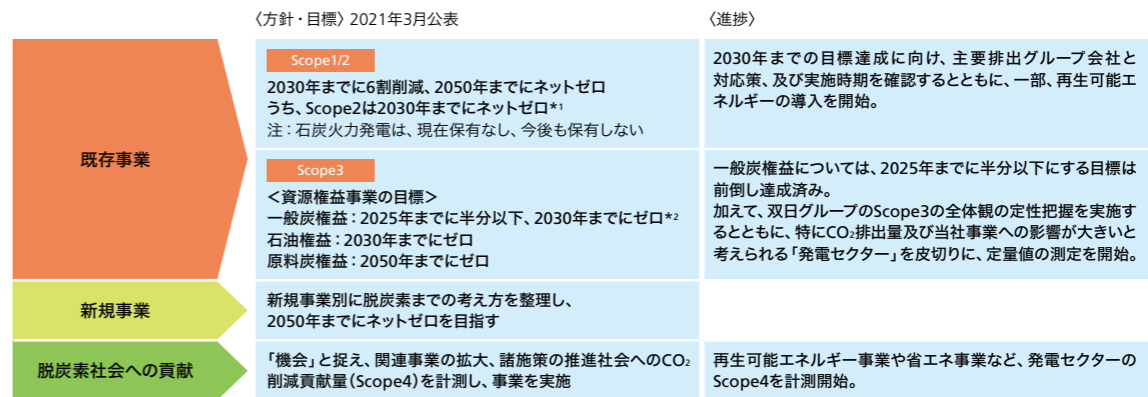 〈方針・目標〉 2021年3月公表
〈進捗〉
既存事業
Scope1/2
2030年までに6割削減、2050年までにネットゼロ
うち、Scope2は2030年までにネットゼロ*1
注：石炭火力発電は、現在保有なし、今後も保有しない
2030年までの目標達成に向け、主要排出グループ会社と
対応策、及び実施時期を確認するとともに、一部、再生可能エ
ネルギーの導入を開始。
Scope3
＜資源権益事業の目標＞
一般炭権益：2025年までに半分以下、2030年までにゼロ*2
石油権益：2030年までにゼロ
原料炭権益：2050年までにゼロ
一般炭権益については、2025年までに半分以下にする目標は
前倒し達成済み。
加えて、双日グループのScope3の全体観の定性把握を実施
するとともに、特にCO₂排出量及び当社事業への影響が大きいと
考えられる「発電セクター」を皮切りに、定量値の測定を開始。
新規事業
新規事業別に脱炭素までの考え方を整理し、
2050年までにネットゼロを目指す
脱炭素社会への貢献
「機会」と捉え、関連事業の拡大、諸施策の推進社会へのCO₂
削減貢献量（Scope4）を計測し、事業を実施
再生可能エネルギー事業や省エネ事業など、発電セクターの
Scope4を計測開始。